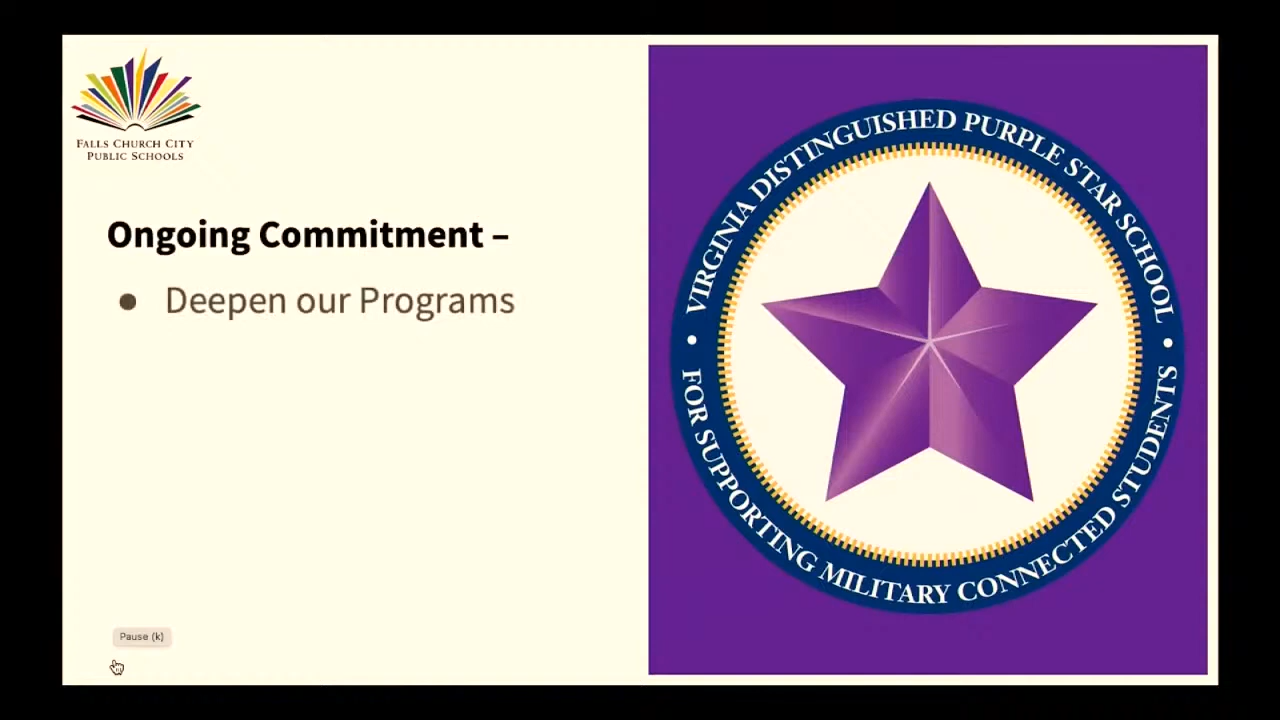 FALLS CHURCH CITY
PUBLIC SCHOOLS
Ongoing Commitment –
● Deepen our Programs
VIRGINIA DISTINGUISHED PURPLE STAR SCHOOL
• FOR SUPPORTING MILITARY CONNECTED STUDENTS •
Pause (k)